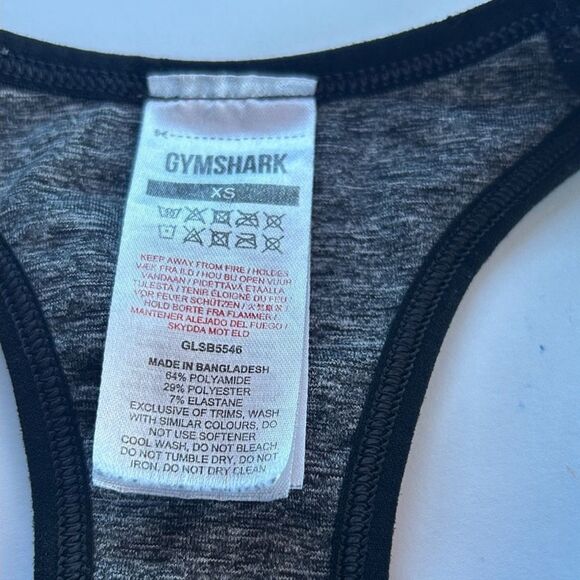 GYMSHARK
XS
KEEP AWAY FROM FIRE / HOLDES
VÆK FRA ILD / HOU BIJ OPEN VUUR
VANDAAN / PIDETTÄVÄ ETÄÄLLÄ
TULESTA / TENIR ÉLOIGNÉ DU FEU
VOR FEUER SCHÜTZEN /
HOLD BORTE FRA FLAMMER /
MANTENER ALEJADO DEL FUEGO /
SKYDDA MOT ELD
GLSB5546
MADE IN BANGLADESH
64% POLYAMIDE
29% POLYESTER
7% ELASTANE
EXCLUSIVE OF TRIMS, WASH
WITH SIMILAR COLOURS, DO
NOT USE SOFTENER
COOL WASH, DO NOT BLEACH,
DO NOT TUMBLE DRY, DO NOT
IRON, DO NOT DRY CLEAN